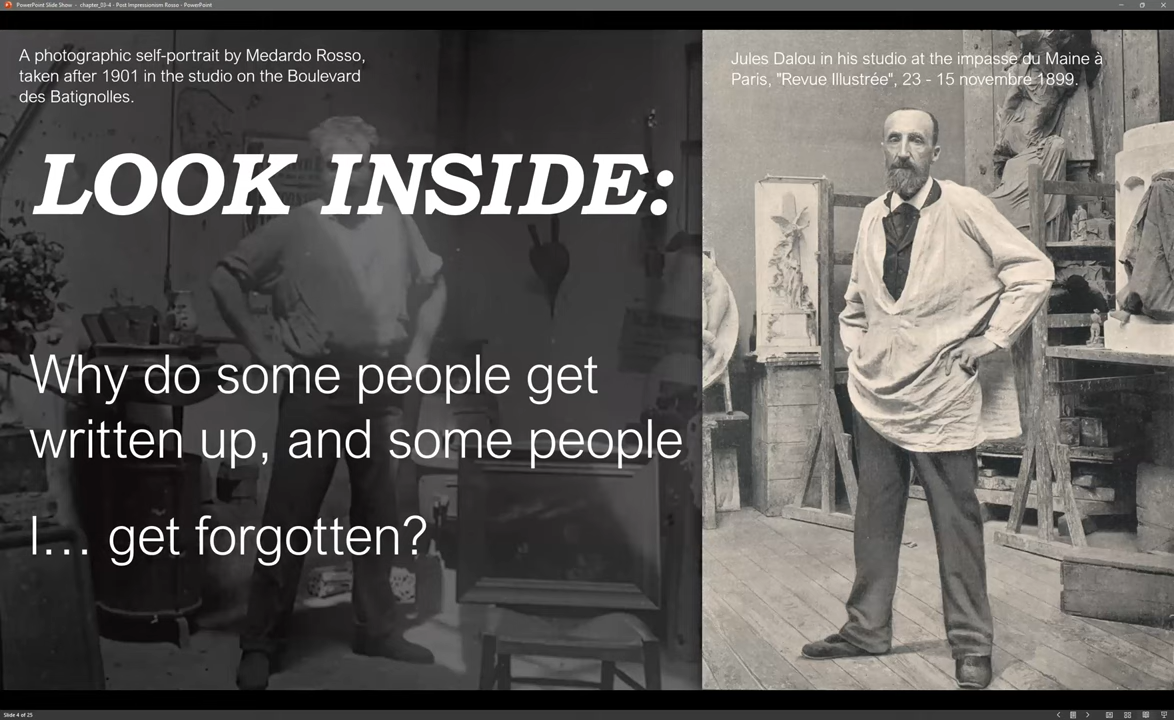 PowerPoint Slide Show - chapter_03-4 - Post Impressionism Rosso - PowerPoint
A photographic self-portrait by Medardo Rosso,
taken after 1901 in the studio on the Boulevard
des Batignolles.
LOOK INSIDE:
Why do some people get
written up, and some people
I... get forgotten?
Jules Dalou in his studio at the impasse du Maine à
Paris, "Revue Illustrée", 23 - 15 novembre 1899.
Slide 4 of 25